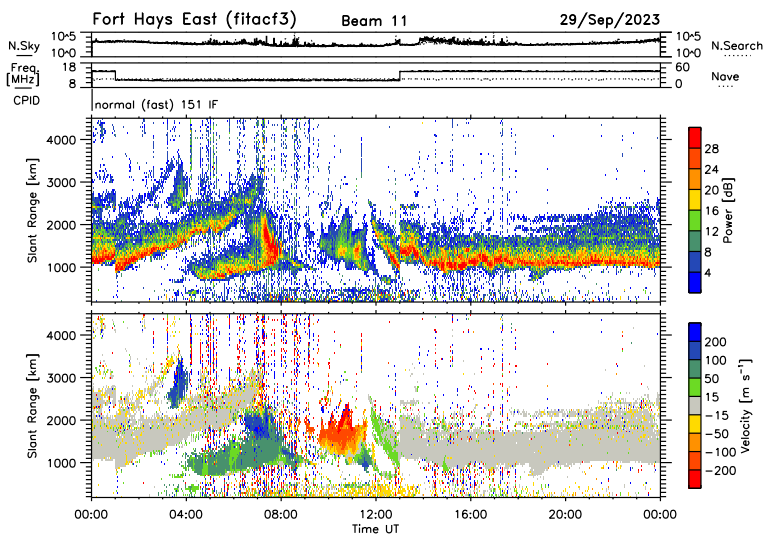 Fort Hays East (fitacf3) Beam 11 29/Sep/2023
N.Sky 10^5 10^5 N.Search
10^0 10^0
Freq. [MHz] 18 60 Nave
8 0
CPID normal (fast) 151 IF
Slant Range [km]
4000
3000
2000
1000
Power [dB]
28
24
20
16
12
8
4
Slant Range [km]
4000
3000
2000
1000
Velocity [m s⁻¹]
200
100
50
15
−15
−50
−100
−200
00:00 04:00 08:00 12:00 16:00 20:00 00:00
Time UT